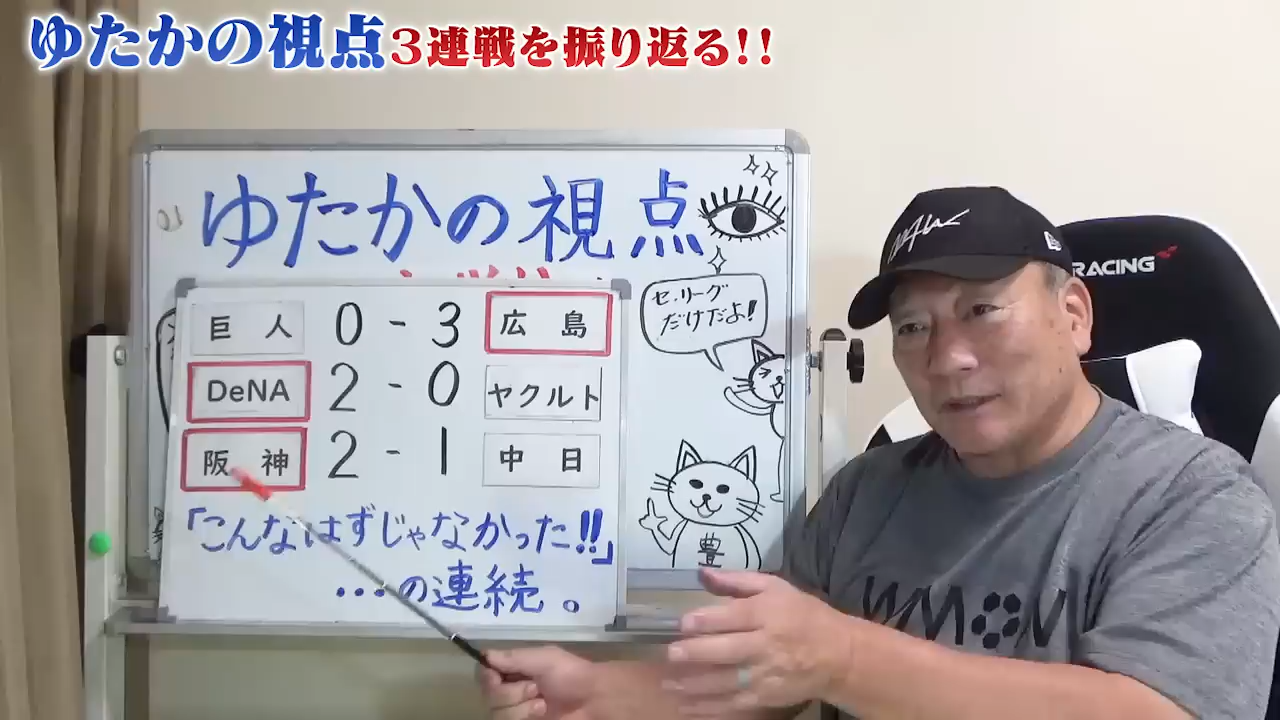 ゆたかの視点3連戦を振り返る!!
ゆたかの視点
セ・リーグ
だけだよ!
巨人 0-3 広島
DeNA 2-0 ヤクルト
阪神 2-1 中日
「こんなはずじゃなかった!!」
…の連続。
豊
RACING